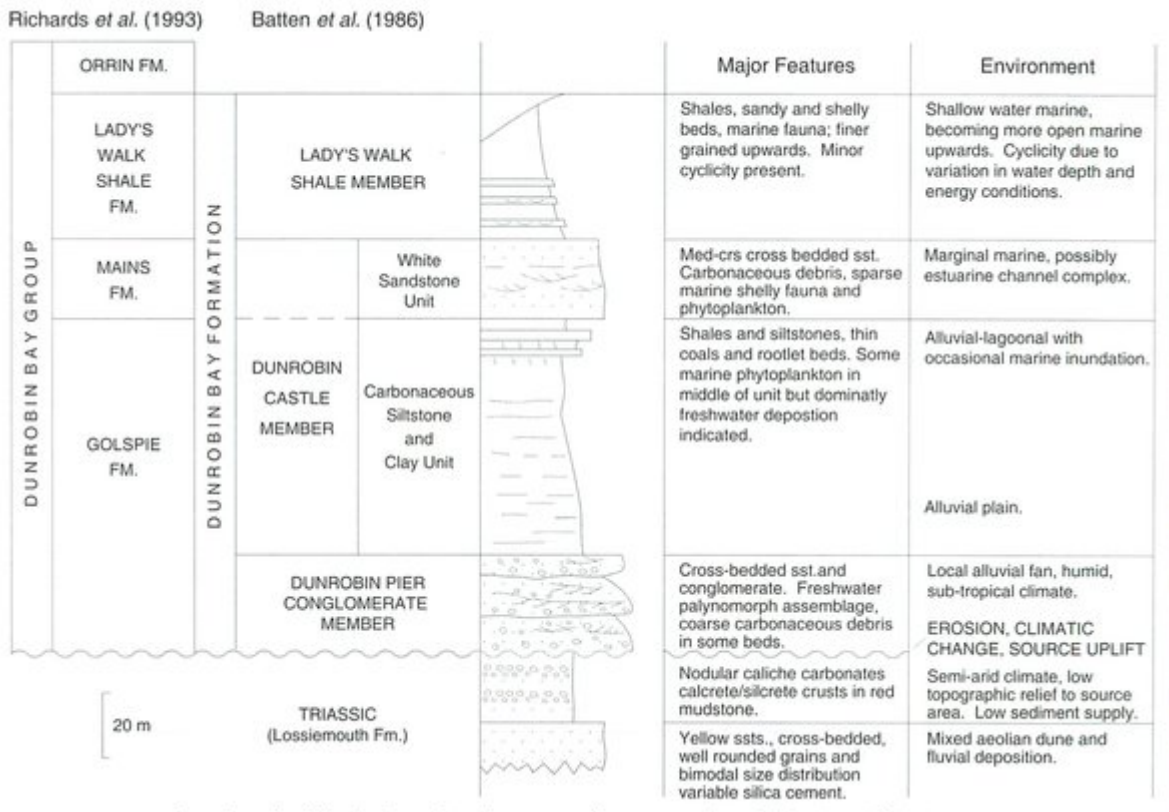 Richards et al. (1993)
Batten et al. (1986)
Major Features
Environment
DUNROBIN BAY GROUP
ORRIN FM.
LADY'S
WALK
SHALE
FM.
MAINS
FM.
GOLSPIE
FM.
DUNROBIN BAY FORMATION
LADY'S WALK
SHALE MEMBER
DUNROBIN
CASTLE
MEMBER
White
Sandstone
Unit
Carbonaceous
Siltstone
and
Clay Unit
DUNROBIN PIER
CONGLOMERATE
MEMBER
TRIASSIC
(Lossiemouth Fm.)
20 m
Shales, sandy and shelly
beds, marine fauna; finer
grained upwards. Minor
cyclicity present.
Shallow water marine,
becoming more open marine
upwards. Cyclicity due to
variation in water depth and
energy conditions.
Med-crs cross bedded sst.
Carbonaceous debris, sparse
marine shelly fauna and
phytoplankton.
Marginal marine, possibly
estuarine channel complex.
Shales and siltstones, thin
coals and rootlet beds. Some
marine phytoplankton in
middle of unit but dominatly
freshwater depostion
indicated.
Alluvial-lagoonal with
occasional marine inundation.
Alluvial plain.
Cross-bedded sst.and
conglomerate. Freshwater
palynomorph assemblage,
coarse carbonaceous debris
in some beds.
Local alluvial fan, humid,
sub-tropical climate.
EROSION, CLIMATIC
CHANGE, SOURCE UPLIFT
Nodular caliche carbonates
calcrete/silcrete crusts in red
mudstone.
Semi-arid climate, low
topographic relief to source
area. Low sediment supply.
Yellow ssts., cross-bedded,
well rounded grains and
bimodal size distribution
variable silica cement.
Mixed aeolian dune and
fluvial deposition.